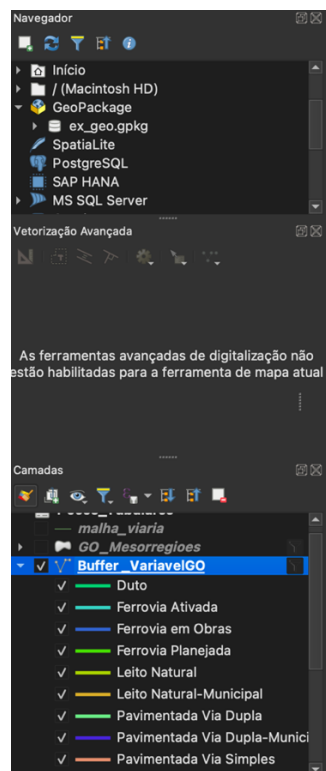 Navegador
Início
/ (Macintosh HD)
GeoPackage
ex_geo.gpkg
SpatiaLite
PostgreSQL
SAP HANA
MS SQL Server
Vetorização Avançada
As ferramentas avançadas de digitalização não
estão habilitadas para a ferramenta de mapa atual
Camadas
malha_viaria
GO_Mesorregioes
Buffer_VariavelGO
Duto
Ferrovia Ativada
Ferrovia em Obras
Ferrovia Planejada
Leito Natural
Leito Natural-Municipal
Pavimentada Via Dupla
Pavimentada Via Dupla-Munici
Pavimentada Via Simples